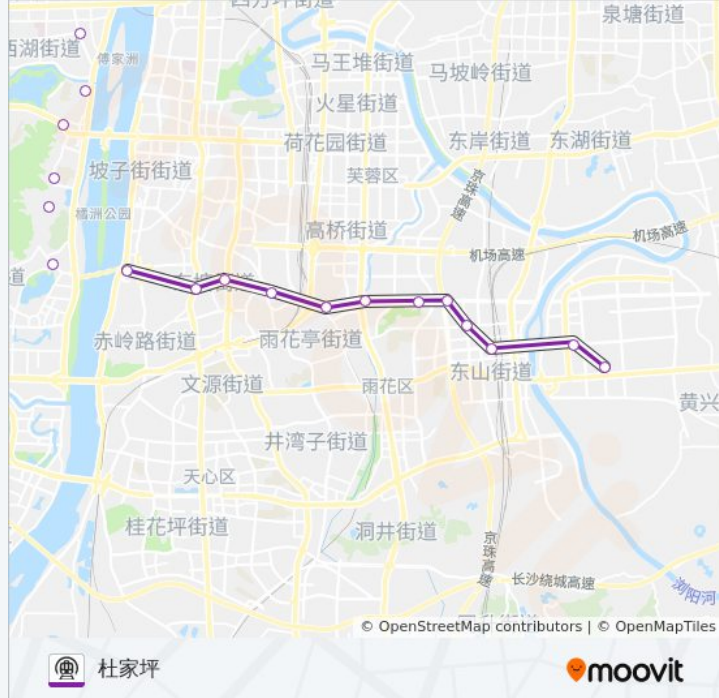 泉塘街道
西湖街道
傅家洲
马王堆街道
马坡岭街道
火星街道
荷花园街道
东岸街道
东湖街道
坡子街街道
芙蓉区
京珠高速
橘洲公园
高桥街道
机场高速
机场高速
道
赤岭路街道
雨花亭街道
东山街道
文源街道
雨花区
黄兴
井湾子街道
天心区
桂花坪街道
洞井街道
京珠高速
长沙绕城高速
浏阳河
© OpenStreetMap contributors | © OpenMapTiles
杜家坪
moovit